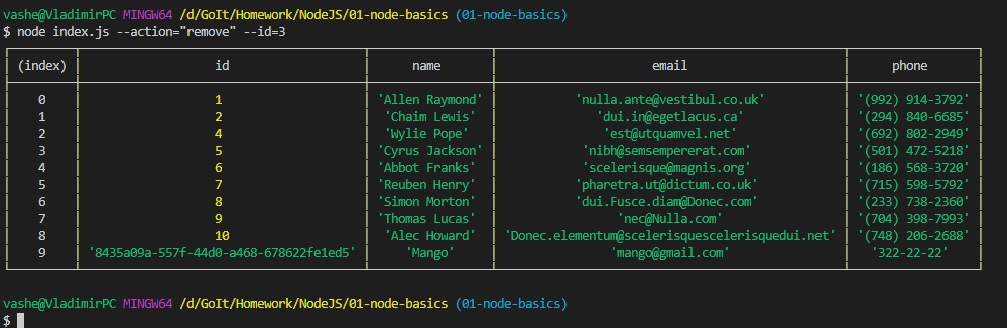 vashe@VladimirPC MINGW64 /d/GoIt/Homework/NodeJS/01-node-basics (01-node-basics)
$ node index.js --action="remove" --id=3
(index) id name email phone
0 1 'Allen Raymond' 'nulla.ante@vestibul.co.uk' '(992) 914-3792'
1 2 'Chaim Lewis' 'dui.in@egetlacus.ca' '(294) 840-6685'
2 4 'Wylie Pope' 'est@utquamvel.net' '(692) 802-2949'
3 5 'Cyrus Jackson' 'nibh@semsempererat.com' '(501) 472-5218'
4 6 'Abbot Franks' 'scelerisque@magnis.org' '(186) 568-3720'
5 7 'Reuben Henry' 'pharetra.ut@dictum.co.uk' '(715) 598-5792'
6 8 'Simon Morton' 'dui.Fusce.diam@Donec.com' '(233) 738-2360'
7 9 'Thomas Lucas' 'nec@Nulla.com' '(704) 398-7993'
8 10 'Alec Howard' 'Donec.elementum@scelerisquescelerisquedui.net' '(748) 206-2688'
9 '8435a09a-557f-44d0-a468-678622fe1ed5' 'Mango' 'mango@gmail.com' '322-22-22'
vashe@VladimirPC MINGW64 /d/GoIt/Homework/NodeJS/01-node-basics (01-node-basics)
$